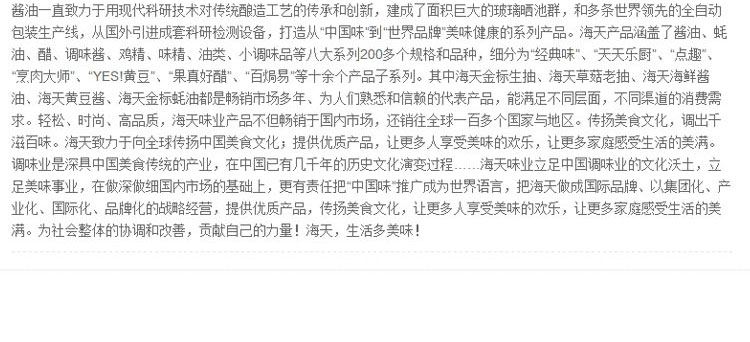 酱油一直致力于用现代科研技术对传统酿造工艺的传承和创新，建成了面积巨大的玻璃晒池群，和多条世界领先的全自动
包装生产线，从国外引进成套科研检测设备，打造从“中国味”到“世界品牌”美味健康的系列产品。海天产品涵盖了酱油、蚝
油、醋、调味酱、鸡精、味精、油类、小调味品等八大系列200多个规格和品种，细分为“经典味”、“天天乐厨”、“点趣”、
“烹肉大师”、“YES!黄豆”、“果真好醋”、“百焗易”等十余个产品子系列。其中海天金标生抽、海天草菇老抽、海天海鲜酱
油、海天黄豆酱、海天金标蚝油都是畅销市场多年、为人们熟悉和信赖的代表产品，能满足不同层面，不同渠道的消费需
求。轻松、时尚、高品质，海天味业产品不但畅销于国内市场，还销往全球一百多个国家与地区。传扬美食文化，调出千
滋百味。海天致力于向全球传扬中国美食文化；提供优质产品，让更多人享受美味的欢乐，让更多家庭感受生活的美满。
调味业是深具中国美食传统的产业，在中国已有几千年的历史文化演变过程……海天味业立足中国调味业的文化沃土，立
足美味事业，在做深做细国内市场的基础上，更有责任把“中国味”推广成为世界语言，把海天做成国际品牌、以集团化、产
业化、国际化、品牌化的战略经营，提供优质产品，传扬美食文化，让更多人享受美味的欢乐，让更多家庭感受生活的美
满。为社会整体的协调和改善，贡献自己的力量！海天，生活多美味！